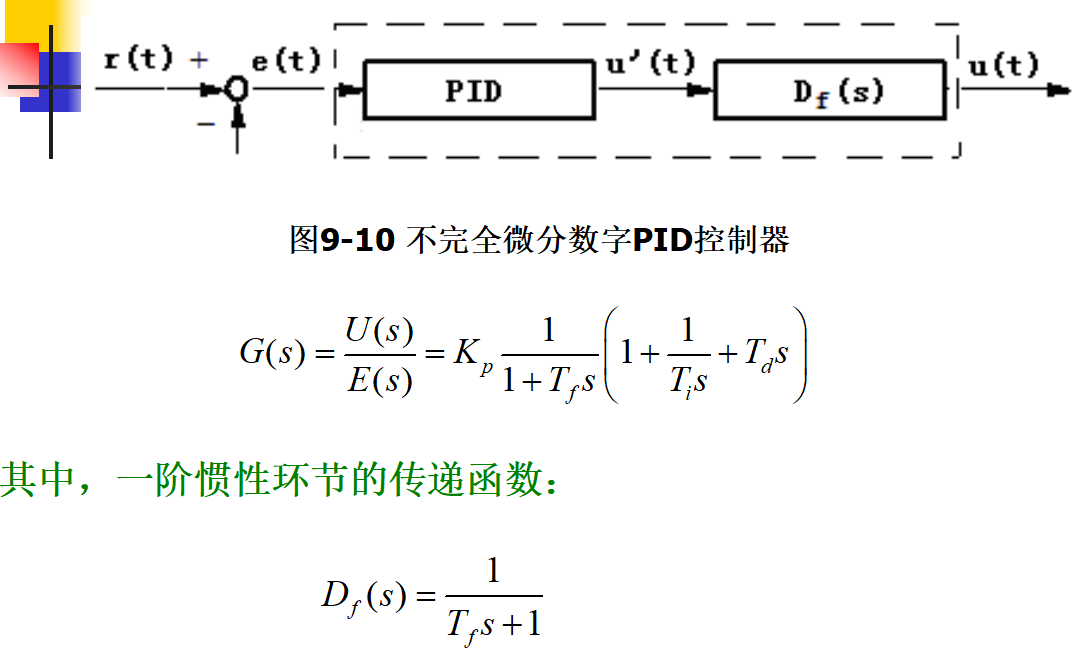 r(t) + e(t) PID u′(t) D_f(s) u(t)
−
图9-10 不完全微分数字PID控制器
G(s) = \frac{U(s)}{E(s)} = K_p \frac{1}{1+T_f s} \left( 1 + \frac{1}{T_i s} + T_d s \right)
其中，一阶惯性环节的传递函数：
D_f(s) = \frac{1}{T_f s + 1}